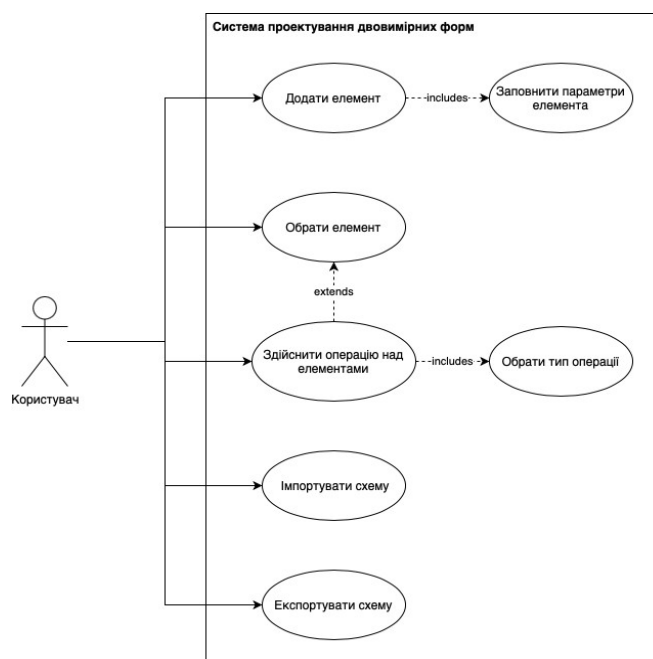 Система проектування двовимірних форм
Додати елемент
includes
Заповнити параметри
елемента
Обрати елемент
extends
Здійснити операцію над
елементами
includes
Обрати тип операції
Користувач
Імпортувати схему
Експортувати схему